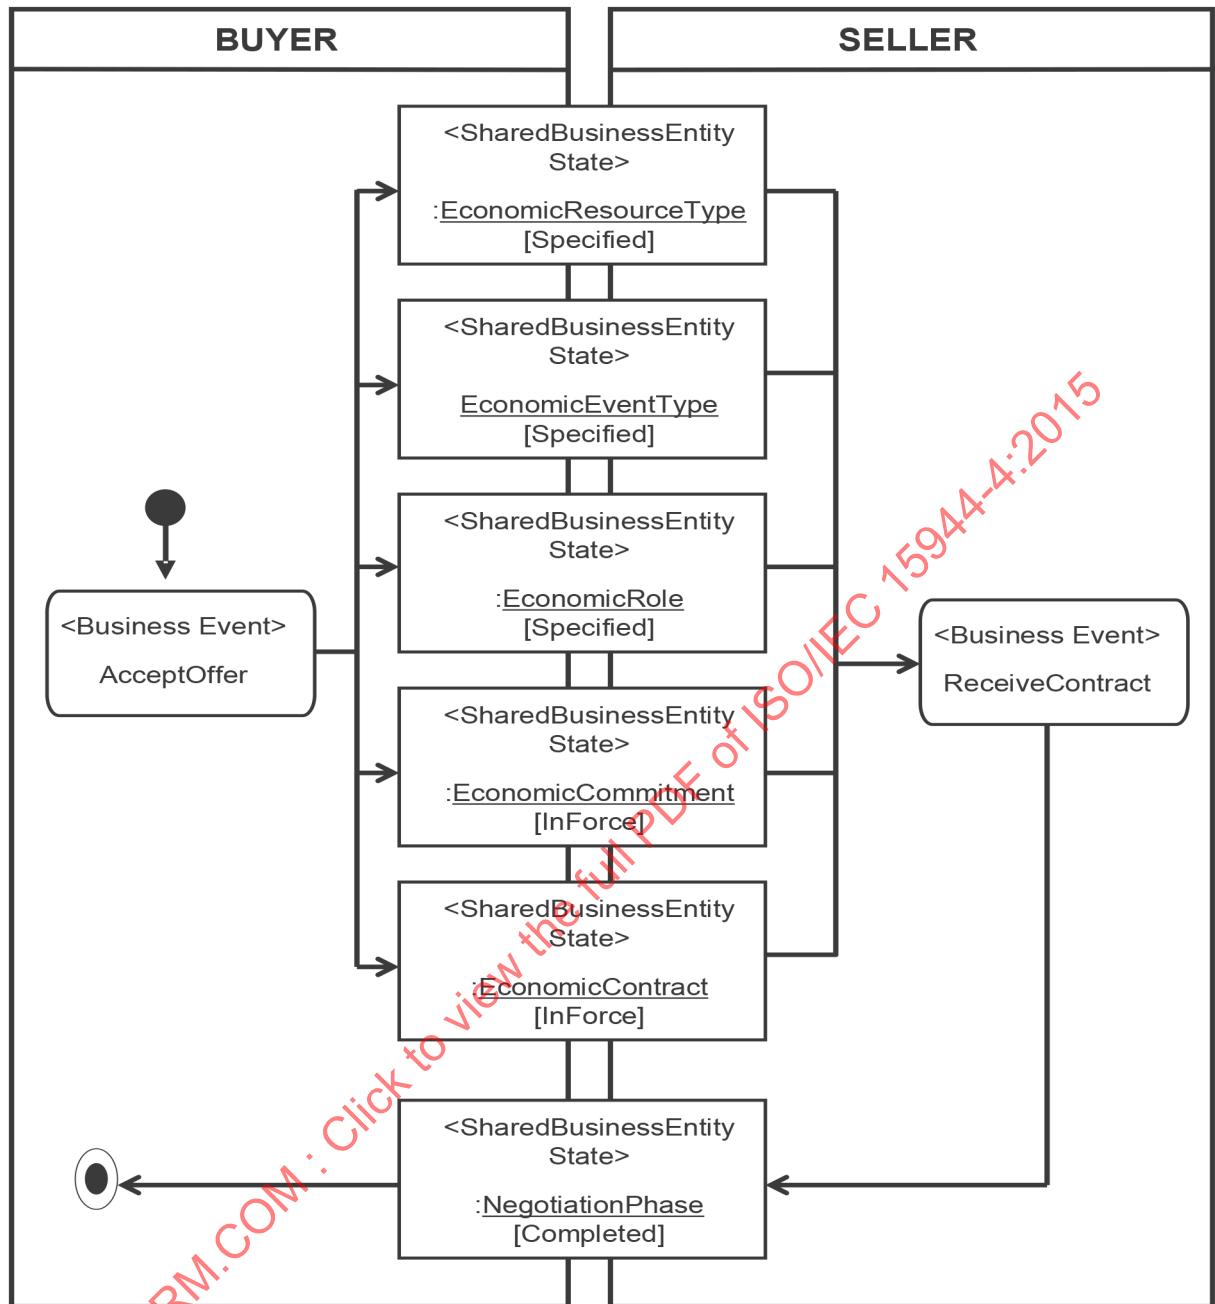 BUYER
SELLER
<SharedBusinessEntity
State>
:EconomicResourceType
[Specified]
<SharedBusinessEntity
State>
EconomicEventType
[Specified]
<SharedBusinessEntity
State>
:EconomicRole
[Specified]
<Business Event>
AcceptOffer
<Business Event>
ReceiveContract
<SharedBusinessEntity
State>
:EconomicCommitment
[InForce]
<SharedBusinessEntity
State>
:EconomicContract
[InForce]
<SharedBusinessEntity
State>
:NegotiationPhase
[Completed]
RM.COM : Click to view the full PDF of ISO/IEC 15944-4:2015